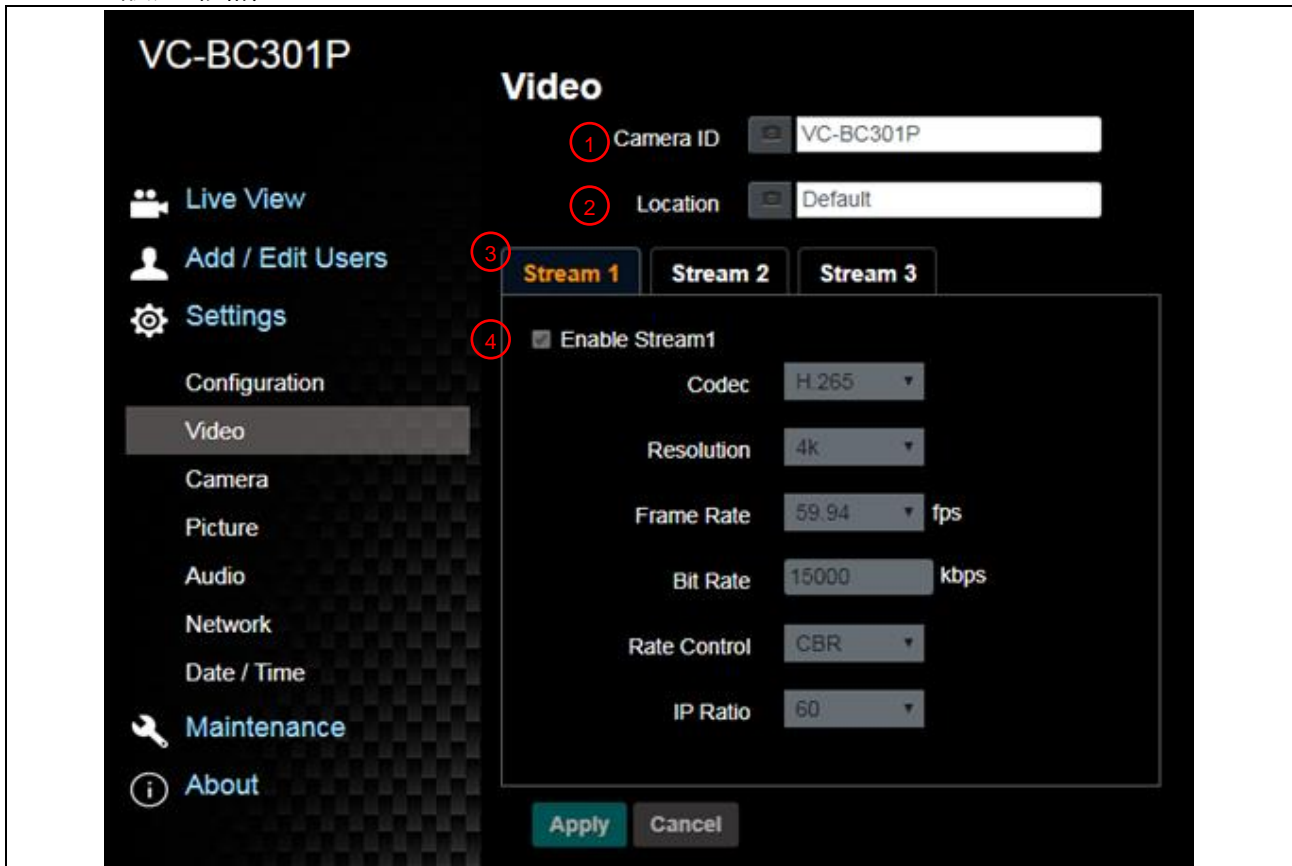 VC-BC301P
Live View
Add / Edit Users
Settings
Configuration
Video
Camera
Picture
Audio
Network
Date / Time
Maintenance
About
Video
1 Camera ID VC-BC301P
2 Location Default
3 Stream 1 Stream 2 Stream 3
4 Enable Stream1
Codec H.265
Resolution 4k
Frame Rate 59.94 fps
Bit Rate 15000 kbps
Rate Control CBR
IP Ratio 60
Apply Cancel